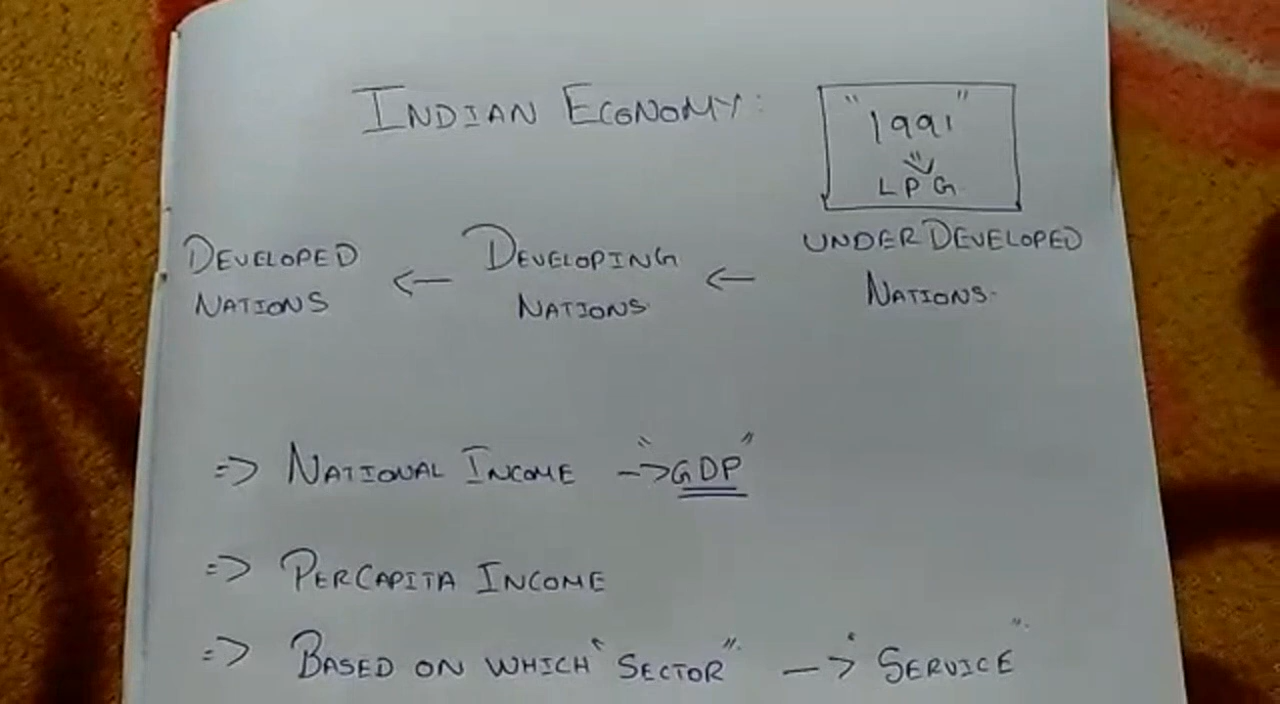 INDIAN ECONOMY:
"1991"
⇓
LPG
DEVELOPED NATIONS ← DEVELOPING NATIONS ← UNDERDEVELOPED NATIONS.
=> NATIONAL INCOME -> "GDP"
=> PERCAPITA INCOME
=> BASED ON WHICH "SECTOR" -> "SERVICE"